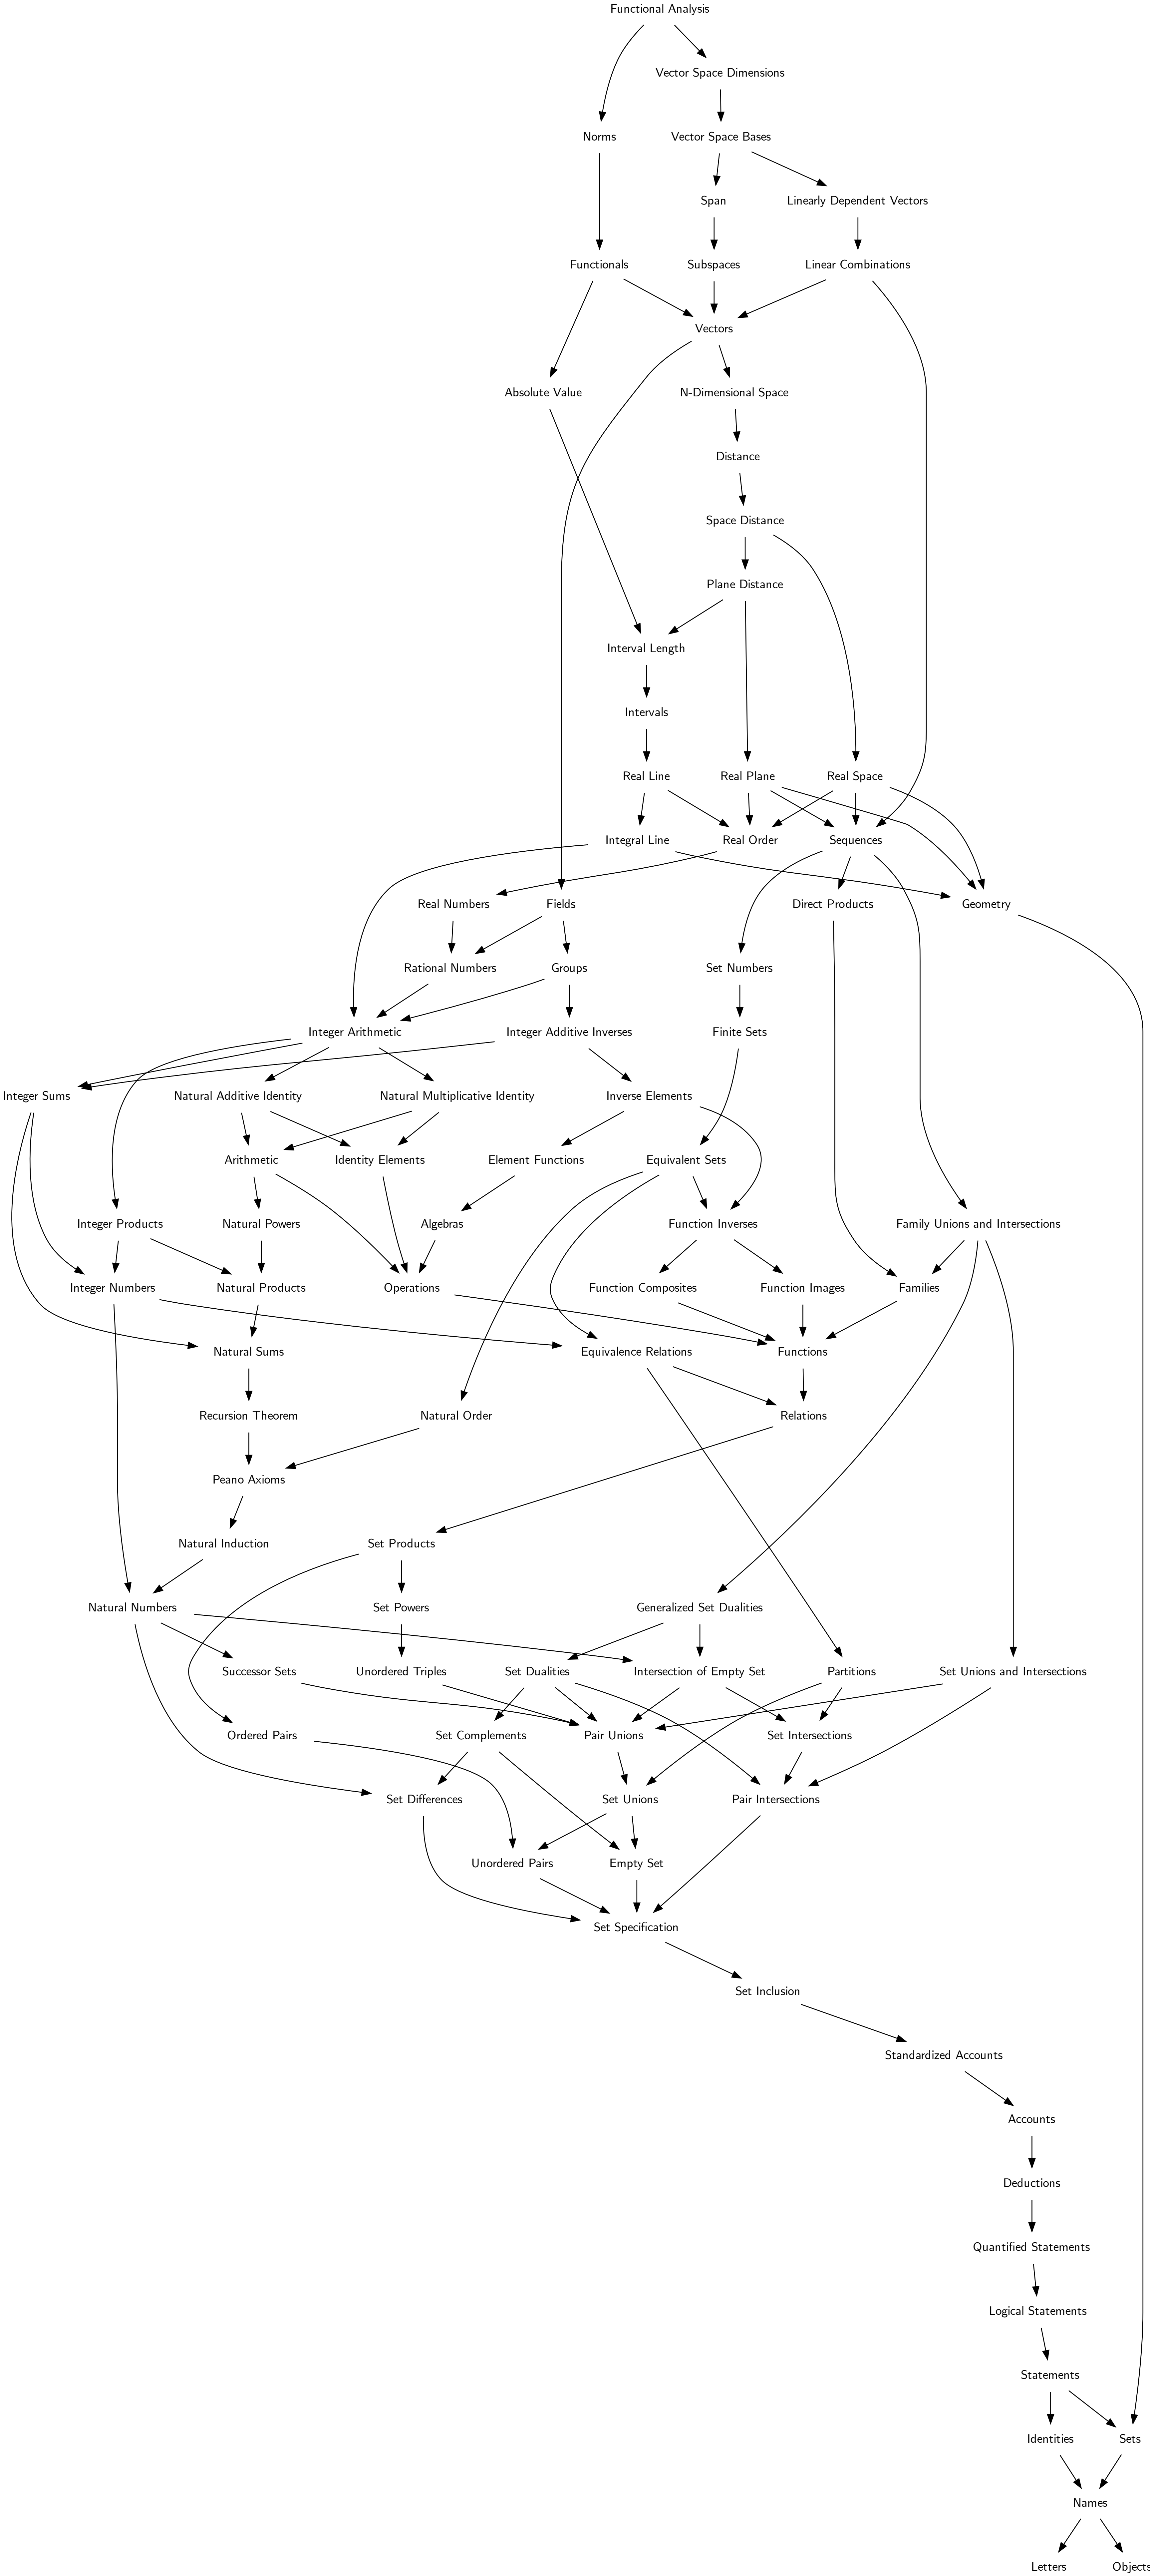 Functional Analysis
Vector Space Dimensions
Norms
Vector Space Bases
Span
Linearly Dependent Vectors
Functionals
Subspaces
Linear Combinations
Vectors
Absolute Value
N-Dimensional Space
Distance
Space Distance
Plane Distance
Interval Length
Intervals
Real Line
Real Plane
Real Space
Integral Line
Real Order
Sequences
Real Numbers
Fields
Direct Products
Geometry
Rational Numbers
Groups
Set Numbers
Integer Arithmetic
Integer Additive Inverses
Finite Sets
Integer Sums
Natural Additive Identity
Natural Multiplicative Identity
Inverse Elements
Arithmetic
Identity Elements
Element Functions
Equivalent Sets
Integer Products
Natural Powers
Algebras
Function Inverses
Family Unions and Intersections
Integer Numbers
Natural Products
Operations
Function Composites
Function Images
Families
Natural Sums
Equivalence Relations
Functions
Recursion Theorem
Natural Order
Relations
Peano Axioms
Natural Induction
Set Products
Natural Numbers
Set Powers
Generalized Set Dualities
Successor Sets
Unordered Triples
Set Dualities
Intersection of Empty Set
Partitions
Set Unions and Intersections
Ordered Pairs
Set Complements
Pair Unions
Set Intersections
Set Differences
Set Unions
Pair Intersections
Unordered Pairs
Empty Set
Set Specification
Set Inclusion
Standardized Accounts
Accounts
Deductions
Quantified Statements
Logical Statements
Statements
Identities
Sets
Names
Letters
Objects